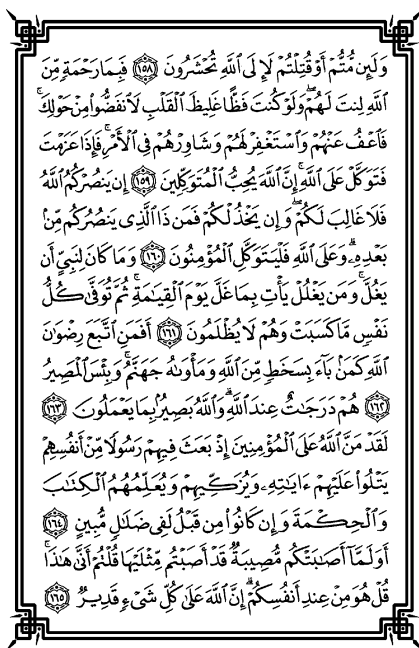 وَلَئِن مُّتُّمْ أَوْ قُتِلْتُمْ لَإِلَى ٱللَّهِ تُحْشَرُونَ ١٥٨ فَبِمَا رَحْمَةٍ مِّنَ
ٱللَّهِ لِنتَ لَهُمْ ۖ وَلَوْ كُنتَ فَظًّا غَلِيظَ ٱلْقَلْبِ لَٱنفَضُّوا۟ مِنْ حَوْلِكَ ۖ
فَٱعْفُ عَنْهُمْ وَٱسْتَغْفِرْ لَهُمْ وَشَاوِرْهُمْ فِى ٱلْأَمْرِ ۖ فَإِذَا عَزَمْتَ
فَتَوَكَّلْ عَلَى ٱللَّهِ ۚ إِنَّ ٱللَّهَ يُحِبُّ ٱلْمُتَوَكِّلِينَ ١٥٩ إِن يَنصُرْكُمُ ٱللَّهُ
فَلَا غَالِبَ لَكُمْ ۖ وَإِن يَخْذُلْكُمْ فَمَن ذَا ٱلَّذِى يَنصُرُكُم مِّنۢ
بَعْدِهِۦ ۗ وَعَلَى ٱللَّهِ فَلْيَتَوَكَّلِ ٱلْمُؤْمِنُونَ ١٦٠ وَمَا كَانَ لِنَبِىٍّ أَن
يَغُلَّ ۚ وَمَن يَغْلُلْ يَأْتِ بِمَا غَلَّ يَوْمَ ٱلْقِيَـٰمَةِ ۚ ثُمَّ تُوَفَّىٰ كُلُّ
نَفْسٍ مَّا كَسَبَتْ وَهُمْ لَا يُظْلَمُونَ ١٦١ أَفَمَنِ ٱتَّبَعَ رِضْوَٰنَ
ٱللَّهِ كَمَنۢ بَآءَ بِسَخَطٍ مِّنَ ٱللَّهِ وَمَأْوَىٰهُ جَهَنَّمُ ۚ وَبِئْسَ ٱلْمَصِيرُ
١٦٢ هُمْ دَرَجَـٰتٌ عِندَ ٱللَّهِ ۗ وَٱللَّهُ بَصِيرٌۢ بِمَا يَعْمَلُونَ ١٦٣
لَقَدْ مَنَّ ٱللَّهُ عَلَى ٱلْمُؤْمِنِينَ إِذْ بَعَثَ فِيهِمْ رَسُولًا مِّنْ أَنفُسِهِمْ
يَتْلُوا۟ عَلَيْهِمْ ءَايَـٰتِهِۦ وَيُزَكِّيهِمْ وَيُعَلِّمُهُمُ ٱلْكِتَـٰبَ
وَٱلْحِكْمَةَ وَإِن كَانُوا۟ مِن قَبْلُ لَفِى ضَلَـٰلٍ مُّبِينٍ ١٦٤
أَوَلَمَّآ أَصَـٰبَتْكُم مُّصِيبَةٌ قَدْ أَصَبْتُم مِّثْلَيْهَا قُلْتُمْ أَنَّىٰ هَـٰذَا ۖ
قُلْ هُوَ مِنْ عِندِ أَنفُسِكُمْ ۗ إِنَّ ٱللَّهَ عَلَىٰ كُلِّ شَىْءٍ قَدِيرٌ ١٦٥